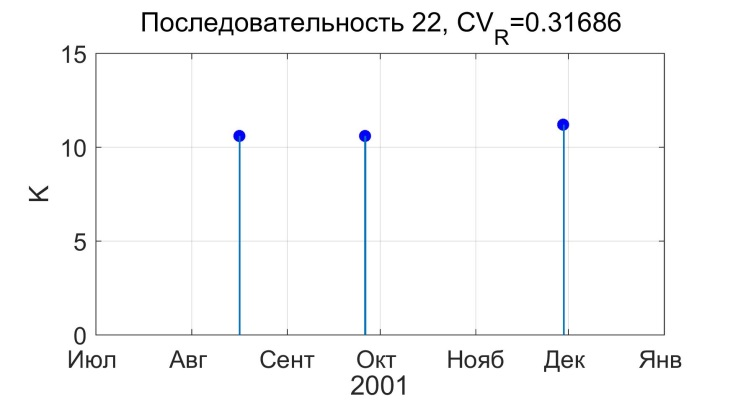 Последовательность 22, CV_R=0.31686
15
10
5
0
K
Июл Авг Сент Окт Нояб Дек Янв
2001